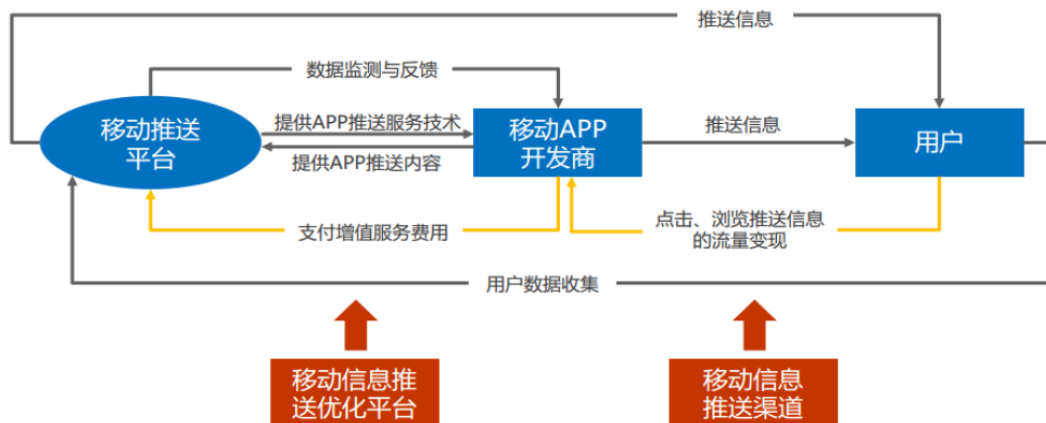 推送信息
数据监测与反馈
移动推送
平台
提供APP推送服务技术
提供APP推送内容
移动APP
开发商
推送信息
用户
支付增值服务费用
点击、浏览推送信息
的流量变现
用户数据收集
移动信息推
送优化平台
移动信息
推送渠道